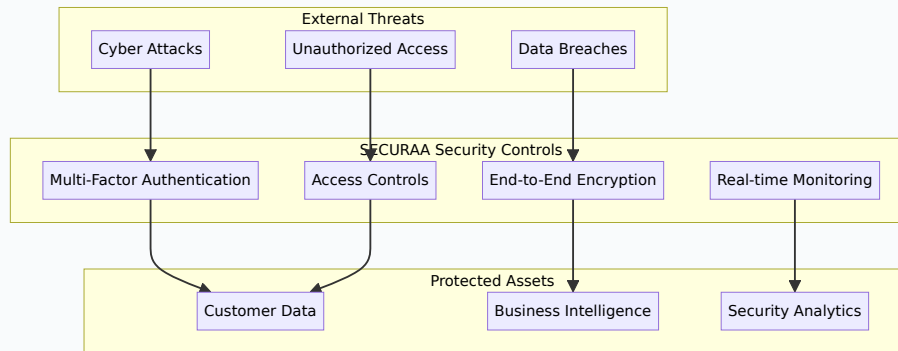 External Threats
Cyber Attacks
Unauthorized Access
Data Breaches
SECURAA Security Controls
Multi-Factor Authentication
Access Controls
End-to-End Encryption
Real-time Monitoring
Protected Assets
Customer Data
Business Intelligence
Security Analytics